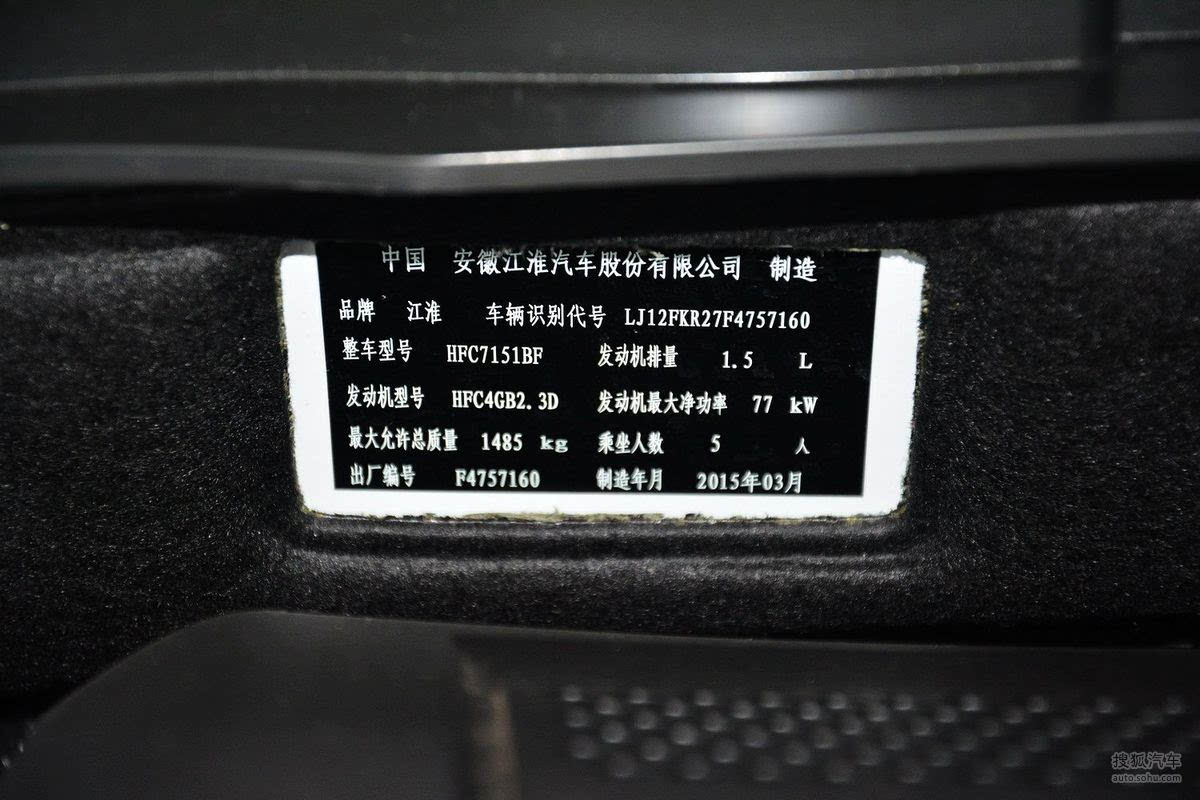 中国 安徽江淮汽车股份有限公司 制造
品牌 江淮 车辆识别代号 LJ12FKR27F4757160
整车型号 HFC7151BF 发动机排量 1.5 L
发动机型号 HFC4GB2.3D 发动机最大净功率 77 kW
最大允许总质量 1485 kg 乘坐人数 5 人
出厂编号 F4757160 制造年月 2015年03月
搜狐汽车
auto.sohu.com